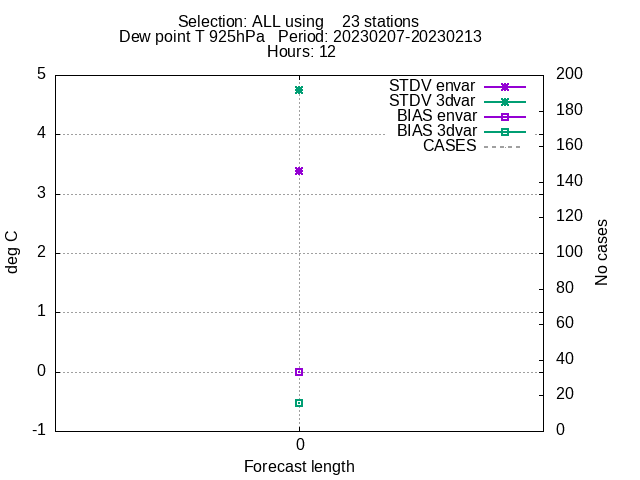 Selection: ALL using    23 stations
Dew point T 925hPa   Period: 20230207-20230213
Hours: 12
STDV envar
STDV 3dvar
BIAS envar
BIAS 3dvar
CASES
5
4
3
2
1
0
-1
deg C
200
180
160
140
120
100
80
60
40
20
0
No cases
0
Forecast length